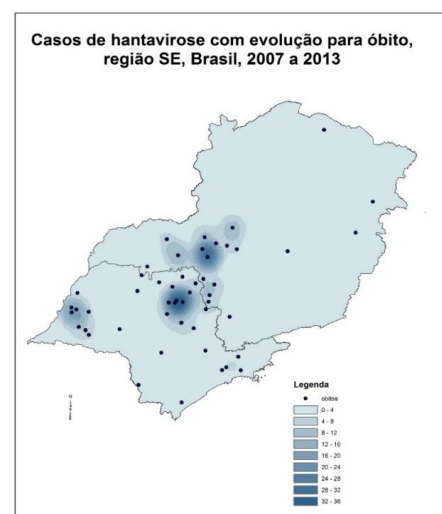 Casos de hantavirose com evolução para óbito,
região SE, Brasil, 2007 a 2013
Legenda
óbitos
0 - 4
4 - 8
8 - 12
12 - 16
16 - 20
20 - 24
24 - 28
28 - 32
32 - 36